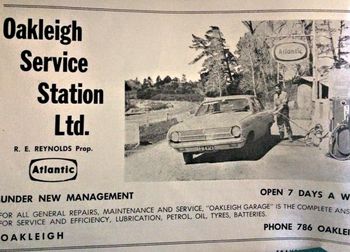 Oakleigh
Service
Station
Ltd.
R. E. REYNOLDS Prop.
Atlantic
Atlantic
UNDER NEW MANAGEMENT
OPEN 7 DAYS A W
FOR ALL GENERAL REPAIRS, MAINTENANCE AND SERVICE, "OAKLEIGH GARAGE" IS THE COMPLETE ANS
FOR SERVICE AND EFFICIENCY, LUBRICATION, PETROL, OIL, TYRES, BATTERIES.
OAKLEIGH
PHONE 786 OAKLEI